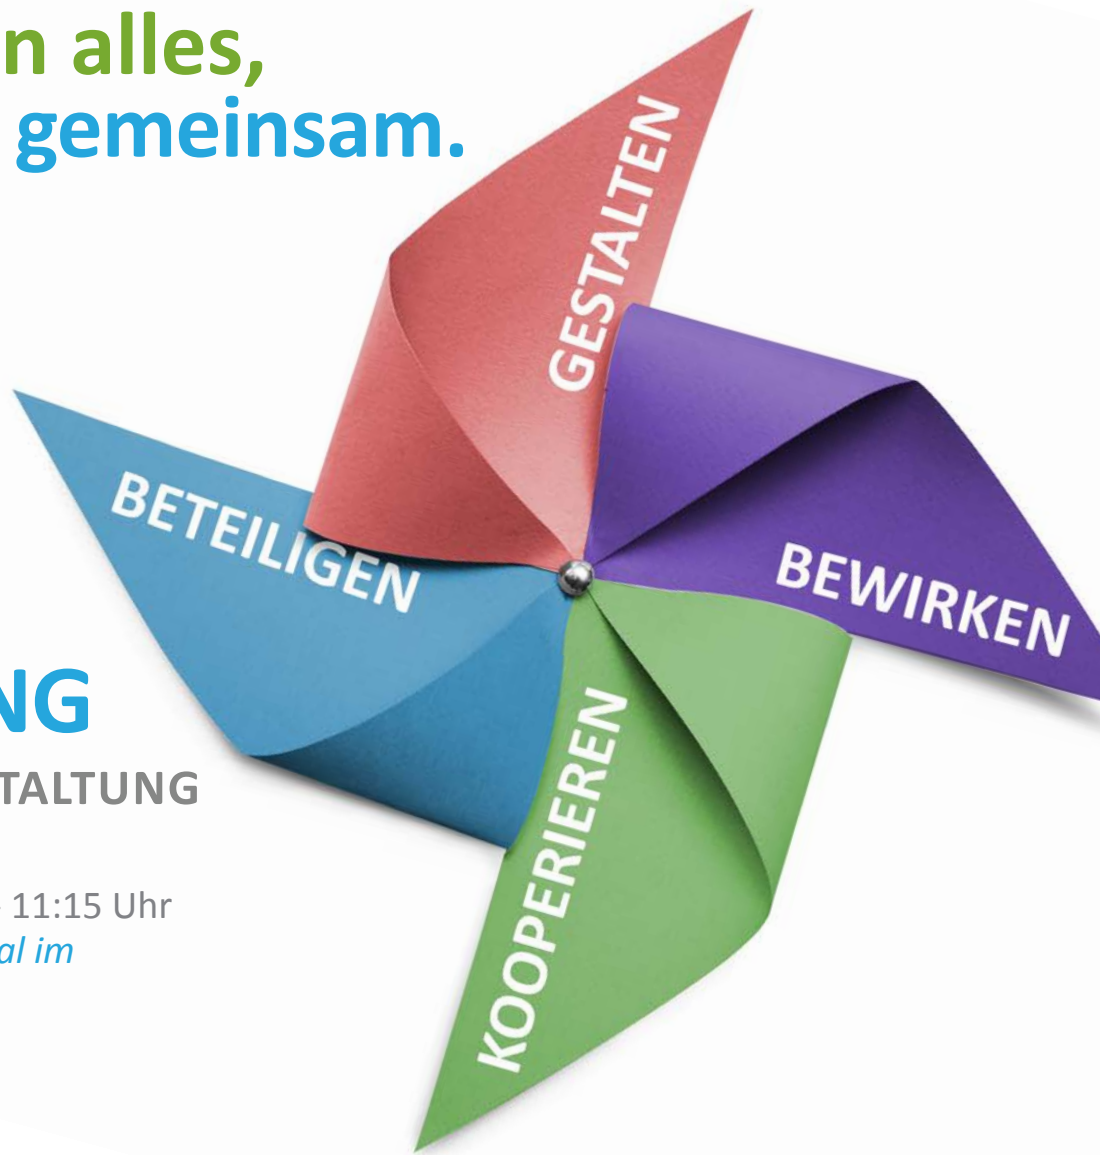 n alles,
gemeinsam.
GESTALTEN
BETEILIGEN
BEWIRKEN
KOOPERIEREN
NG
TALTUNG
11:15 Uhr
al im